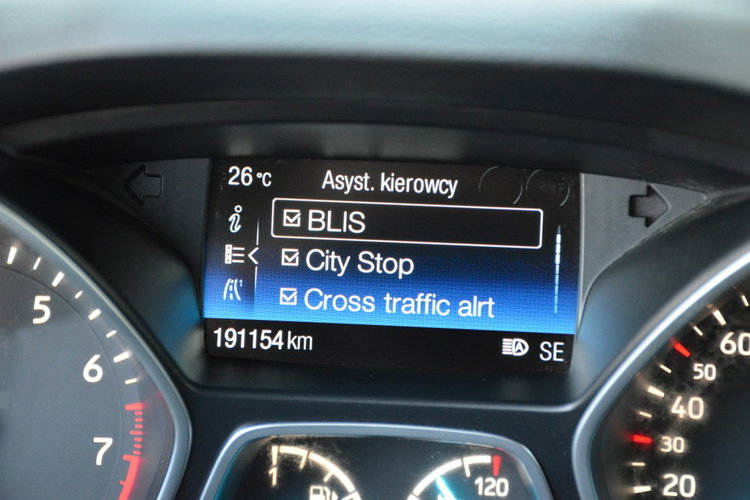 26 °C
Asyst. kierowcy
BLIS
City Stop
Cross traffic alrt
191154 km
A
SE
5
6
7
1
120
60
50
40
30
20